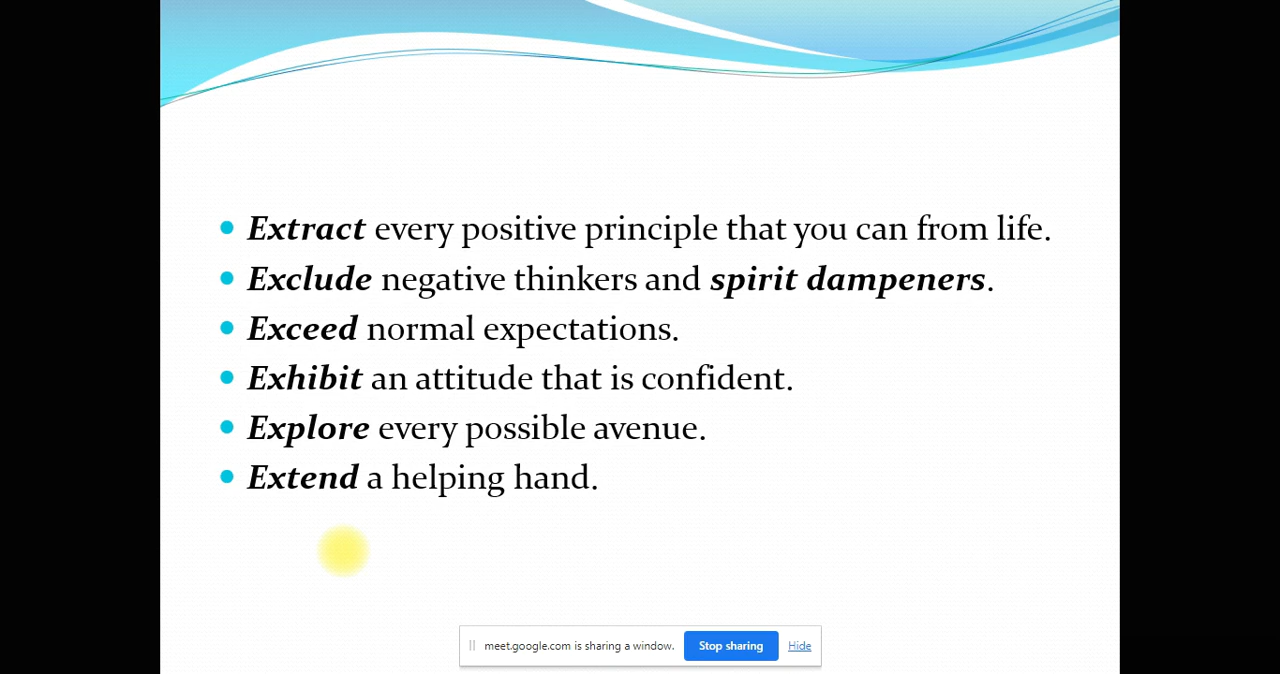 Extract every positive principle that you can from life.
Exclude negative thinkers and spirit dampeners.
Exceed normal expectations.
Exhibit an attitude that is confident.
Explore every possible avenue.
Extend a helping hand.
meet.google.com is sharing a window. Stop sharing Hide